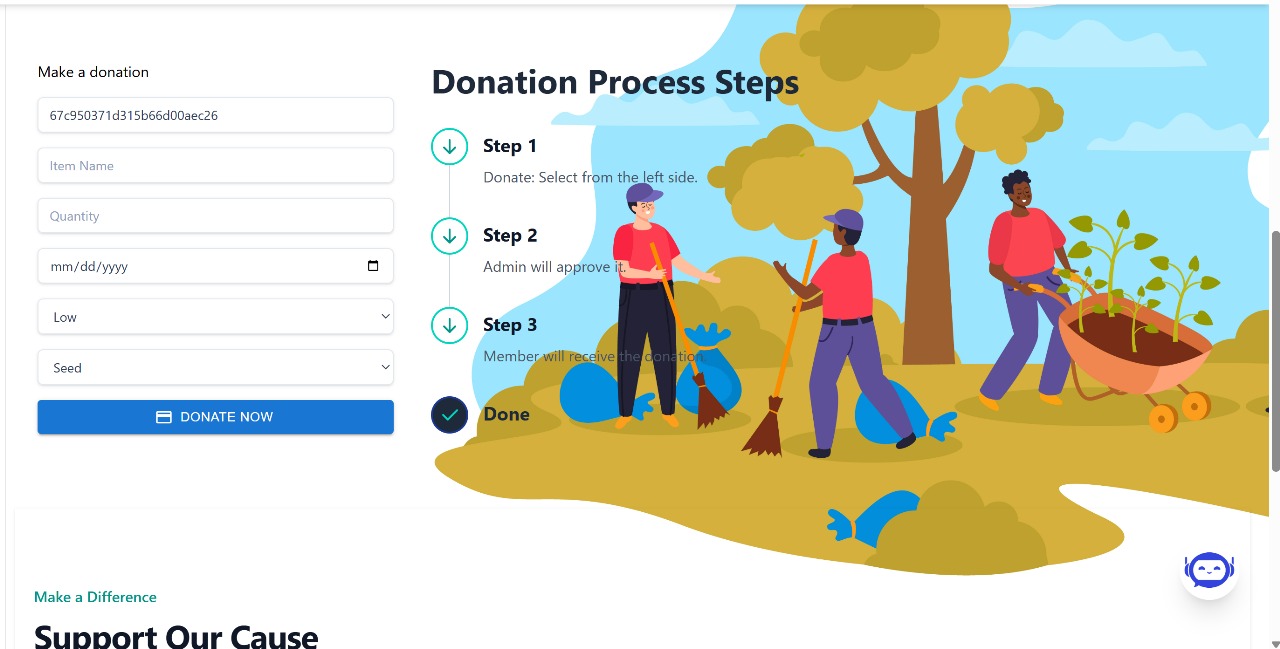 Make a donation
67c950371d315b66d00aec26
Item Name
Quantity
mm/dd/yyyy
Low
Seed
DONATE NOW
Donation Process Steps
Step 1
Donate: Select from the left side.
Step 2
Admin will approve it.
Step 3
Member will receive the donation.
Done
Make a Difference
Support Our Cause